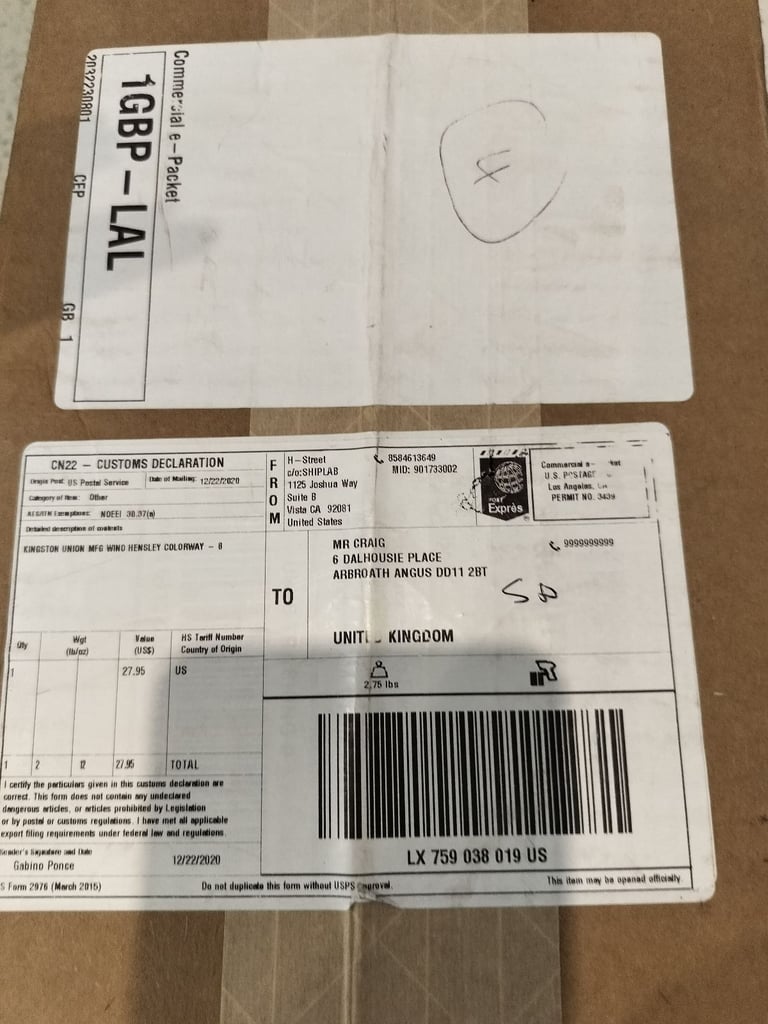 Commercial e-Packet
1GBP-LAL
2032230801 CEP GB 1
4
CN22 - CUSTOMS DECLARATION
Origin Post: US Postal Service Date of Mailing: 12/22/2020
Category of Item: Other
AES/ITN Exemptions: NOEEI 30.37(a)
Detailed description of contents
KINGSTON UNION MFG WINO HENSLEY COLORWAY - 8
Qty Wgt (lb/oz) Value (US$) HS Tariff Number Country of Origin
1 27.95 US
1 2 12 27.95 TOTAL
I certify the particulars given in this customs declaration are
correct. This form does not contain any undeclared
dangerous articles, or articles prohibited by Legislation
or by postal or customs regulations. I have met all applicable
export filing requirements under federal law and regulations.
Sender's Signature and Date
Gabino Ponce 12/22/2020
S Form 2976 (March 2015)
Do not duplicate this form without USPS
This item may be opened officially.
FROM
H-Street
c/o:SHIPLAB
1125 Joshua Way
Suite B
Vista CA 92081
United States
8584613649
MID: 901733002
POST
Exprès
Commercial
U.S. POSTAGE
Los Angeles,
PERMIT NO. 3439
TO
MR CRAIG
6 DALHOUSIE PLACE
ARBROATH ANGUS DD11 2BT
KINGDOM
9999999999
2.75 lbs
LX 759 038 019 US